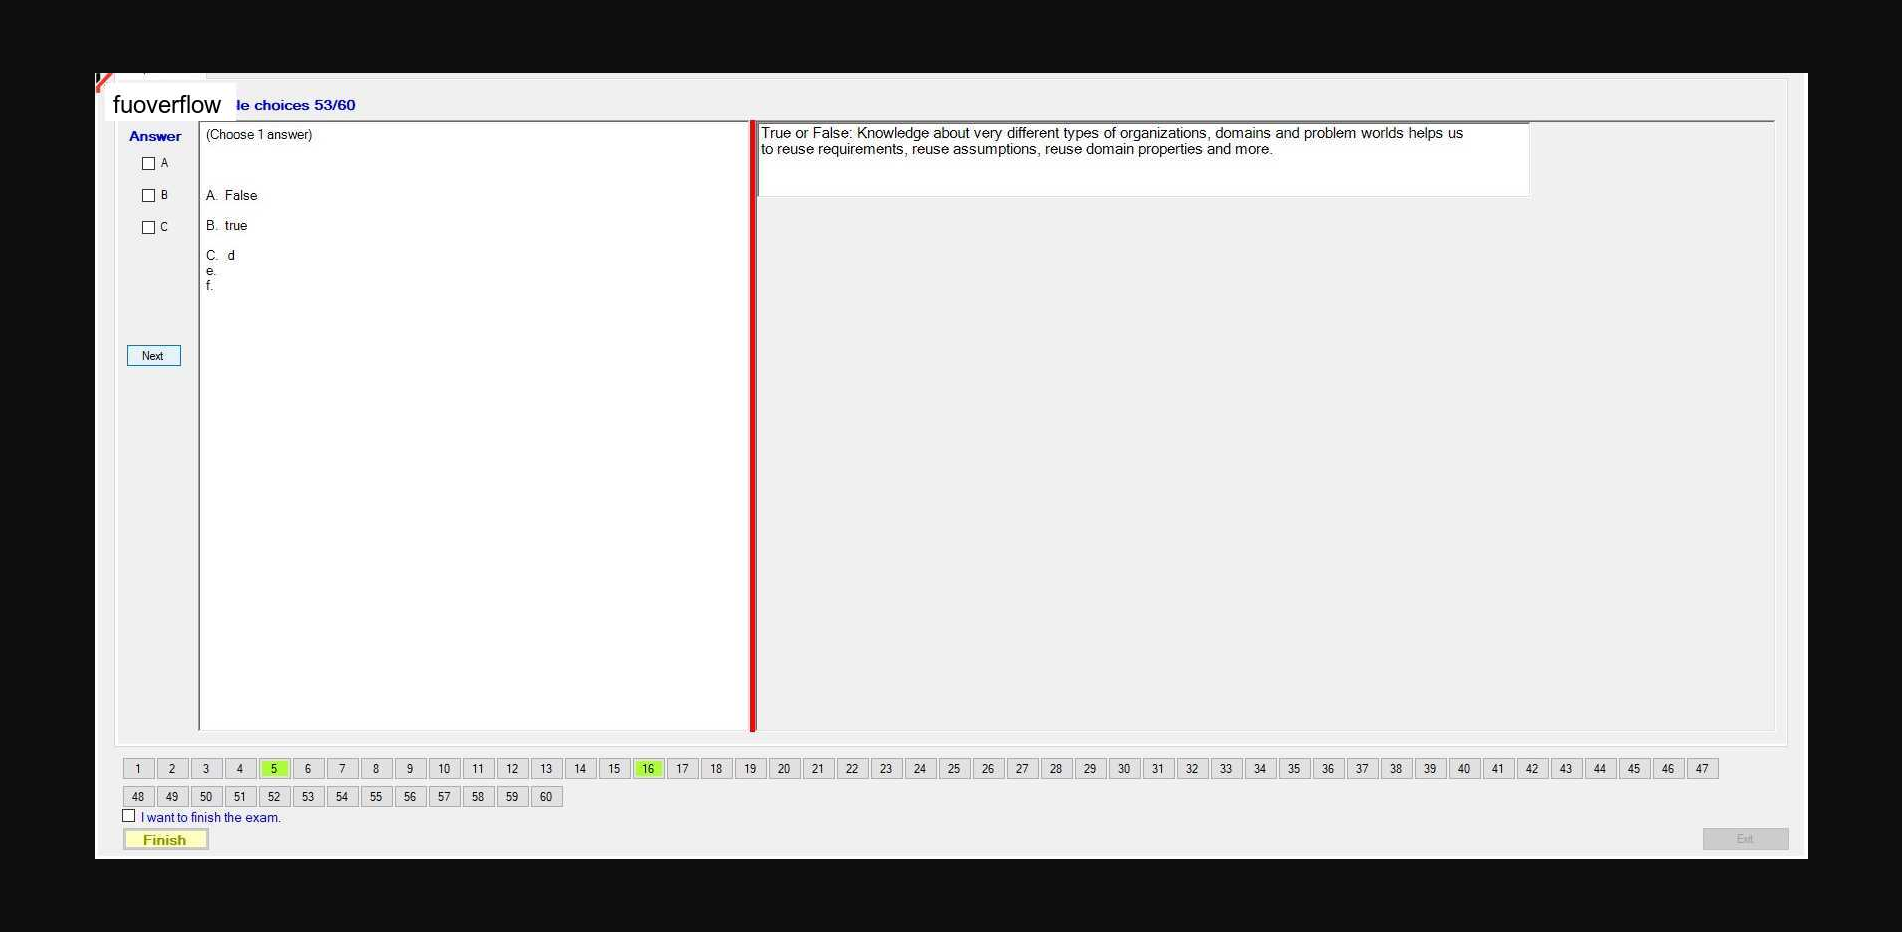 fuoverflow
le choices 53/60
Answer
(Choose 1 answer)
A
B
C
A. False
B. true
C. d
e.
f.
Next
True or False: Knowledge about very different types of organizations, domains and problem worlds helps us
to reuse requirements, reuse assumptions, reuse domain properties and more.
1 2 3 4 5 6 7 8 9 10 11 12 13 14 15 16 17 18 19 20 21 22 23 24 25 26 27 28 29 30 31 32 33 34 35 36 37 38 39 40 41 42 43 44 45 46 47
48 49 50 51 52 53 54 55 56 57 58 59 60
I want to finish the exam.
Finish
Exit